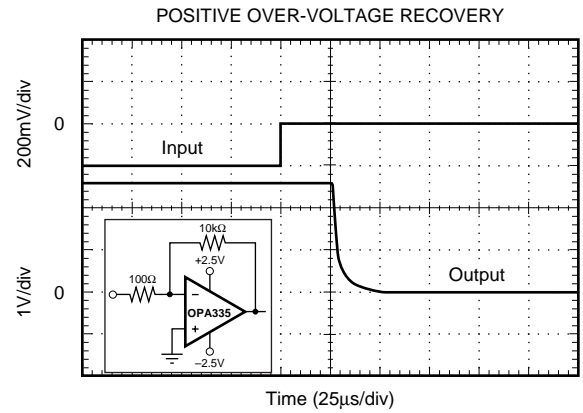 POSITIVE OVER-VOLTAGE RECOVERY
200mV/div
0
Input
10kΩ
+2.5V
100Ω
1V/div
0
Output
−
OPA335
+
−2.5V
Time (25µs/div)